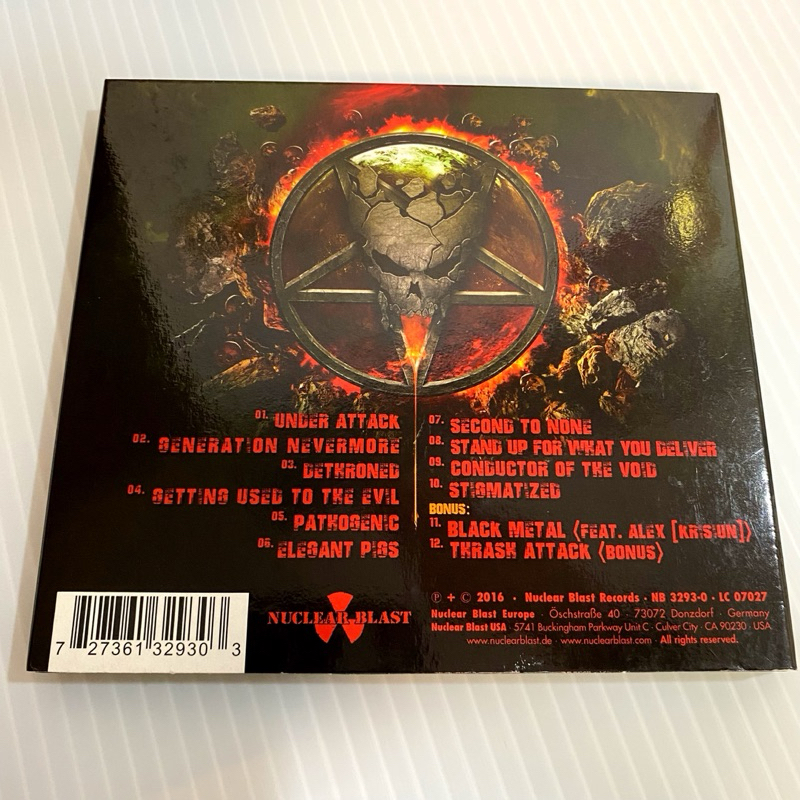 01. UNDER ATTACK
02. GENERATION NEVERMORE
03. DETHRONED
04. GETTING USED TO THE EVIL
05. PATHOGENIC
06. ELEGANT PIGS
07. SECOND TO NONE
08. STAND UP FOR WHAT YOU DELIVER
09. CONDUCTOR OF THE VOID
10. STIGMATIZED
BONUS:
11. BLACK METAL (FEAT. ALEX [KRISIUN])
12. THRASH ATTACK (BONUS)
7 27361 32930 3
NUCLEAR BLAST
℗ + © 2016 · Nuclear Blast Records · NB 3293-0 · LC 07027
Nuclear Blast Europe · Öschstraße 40 · 73072 Donzdorf · Germany
Nuclear Blast USA · 5741 Buckingham Parkway Unit C · Culver City · CA 90230 · USA
www.nuclearblast.de · www.nuclearblast.com · All rights reserved.